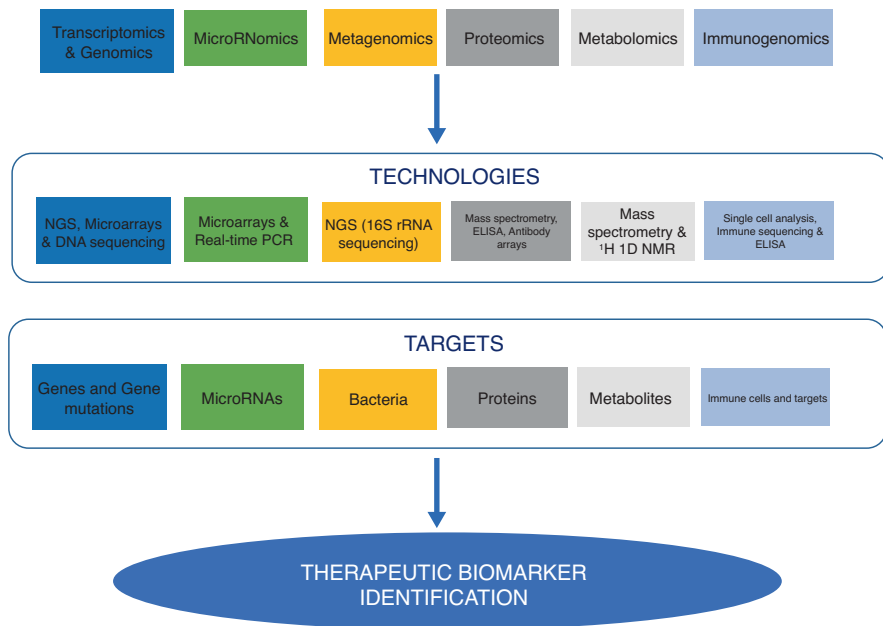 Transcriptomics
& Genomics
MicroRNomics
Metagenomics
Proteomics
Metabolomics
Immunogenomics
TECHNOLOGIES
NGS, Microarrays
& DNA sequencing
Microarrays &
Real-time PCR
NGS (16S rRNA
sequencing)
Mass spectrometry,
ELISA, Antibody
arrays
Mass
spectrometry &
¹H 1D NMR
Single cell analysis,
Immune sequencing &
ELISA
TARGETS
Genes and Gene
mutations
MicroRNAs
Bacteria
Proteins
Metabolites
Immune cells and targets
THERAPEUTIC BIOMARKER
IDENTIFICATION